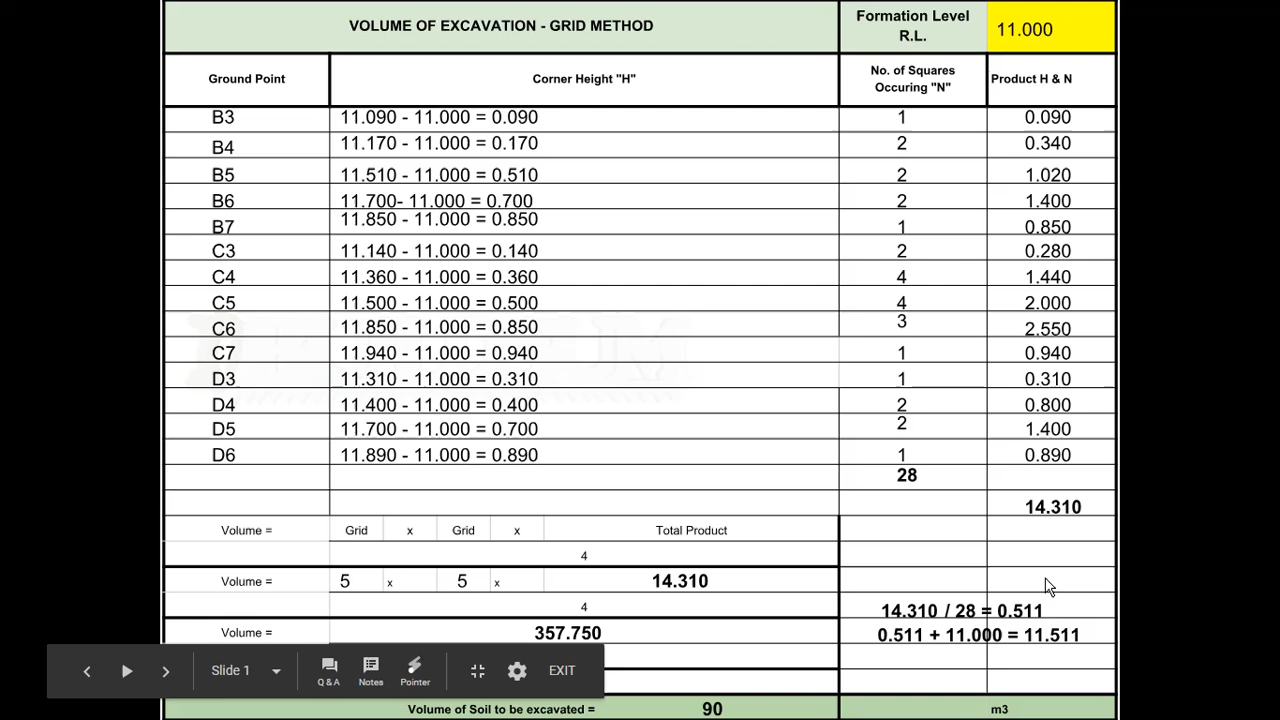 VOLUME OF EXCAVATION - GRID METHOD Formation Level R.L. 11.000
Ground Point Corner Height "H" No. of Squares Occuring "N" Product H & N
B3 11.090 - 11.000 = 0.090 1 0.090
B4 11.170 - 11.000 = 0.170 2 0.340
B5 11.510 - 11.000 = 0.510 2 1.020
B6 11.700- 11.000 = 0.700 2 1.400
B7 11.850 - 11.000 = 0.850 1 0.850
C3 11.140 - 11.000 = 0.140 2 0.280
C4 11.360 - 11.000 = 0.360 4 1.440
C5 11.500 - 11.000 = 0.500 4 2.000
C6 11.850 - 11.000 = 0.850 3 2.550
C7 11.940 - 11.000 = 0.940 1 0.940
D3 11.310 - 11.000 = 0.310 1 0.310
D4 11.400 - 11.000 = 0.400 2 0.800
D5 11.700 - 11.000 = 0.700 2 1.400
D6 11.890 - 11.000 = 0.890 1 0.890
28
14.310
Volume = Grid x Grid x Total Product
4
Volume = 5 x 5 x 14.310
4 14.310 / 28 = 0.511
Volume = 357.750 0.511 + 11.000 = 11.511
Slide 1 Q & A Notes Pointer EXIT
Volume of Soil to be excavated = 90 m3